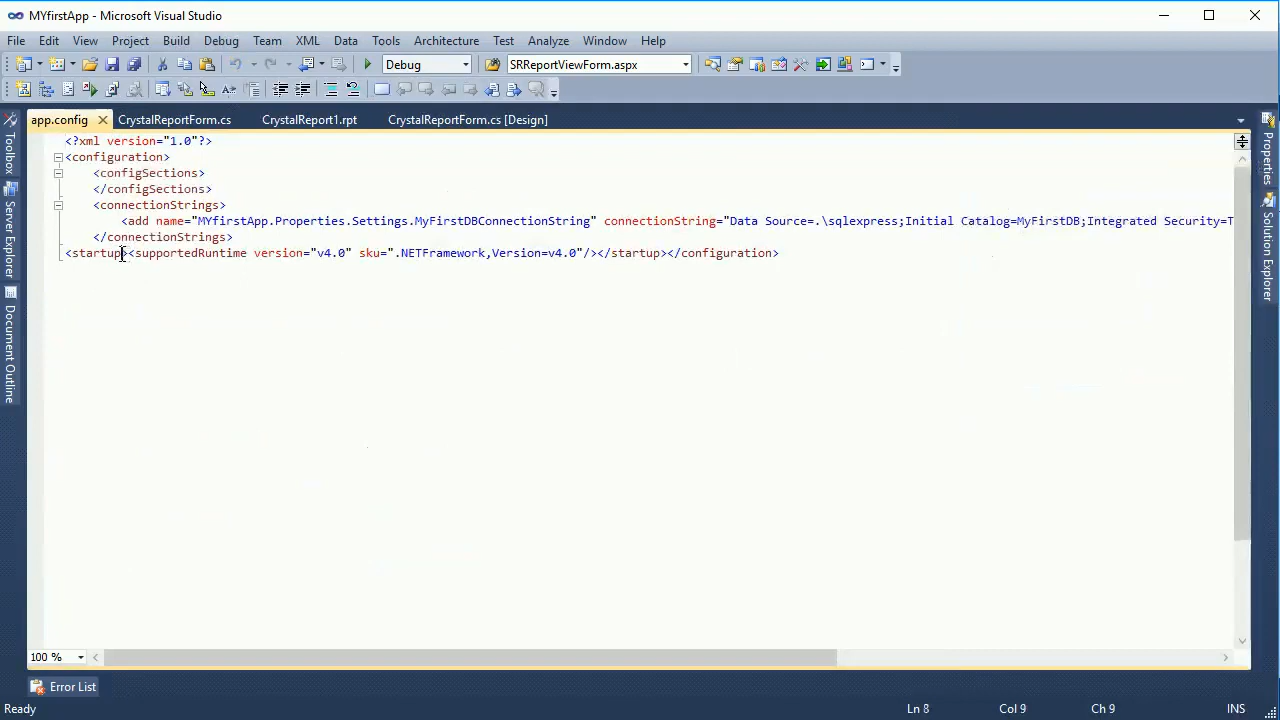 MYfirstApp - Microsoft Visual Studio
File Edit View Project Build Debug Team XML Data Tools Architecture Test Analyze Window Help
Debug SRReportViewForm.aspx
app.config CrystalReportForm.cs CrystalReport1.rpt CrystalReportForm.cs [Design]
Toolbox
Server Explorer
Document Outline
<?xml version="1.0"?>
<configuration>
<configSections>
</configSections>
<connectionStrings>
<add name="MYfirstApp.Properties.Settings.MyFirstDBConnectionString" connectionString="Data Source=.\sqlexpress;Initial Catalog=MyFirstDB;Integrated Security=T
</connectionStrings>
<startup><supportedRuntime version="v4.0" sku=".NETFramework,Version=v4.0"/></startup></configuration>
Properties
Solution Explorer
100 %
Error List
Ready Ln 8 Col 9 Ch 9 INS